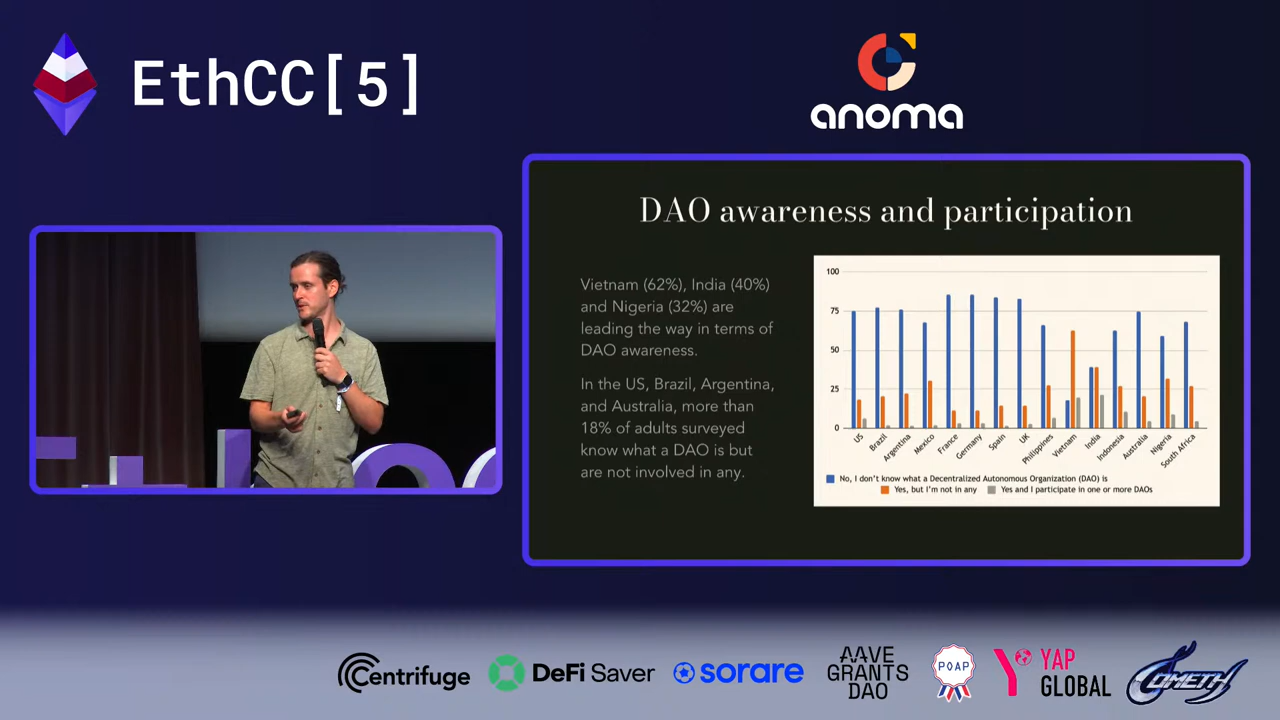 EthCC[5]
anoma
DAO awareness and participation
Vietnam (62%), India (40%)
and Nigeria (32%) are
leading the way in terms of
DAO awareness.
In the US, Brazil, Argentina,
and Australia, more than
18% of adults surveyed
know what a DAO is but
are not involved in any.
100
75
50
25
0
US
Brazil
Argentina
Mexico
France
Germany
Spain
UK
Philippines
Vietnam
India
Indonesia
Australia
Nigeria
South Africa
No, I don't know what a Decentralized Autonomous Organization (DAO) is
Yes, but I'm not in any
Yes and I participate in one or more DAOs
Centrifuge
DeFi Saver
sorare
AAVE
GRANTS
DAO
POAP
YAP
GLOBAL
COMETH